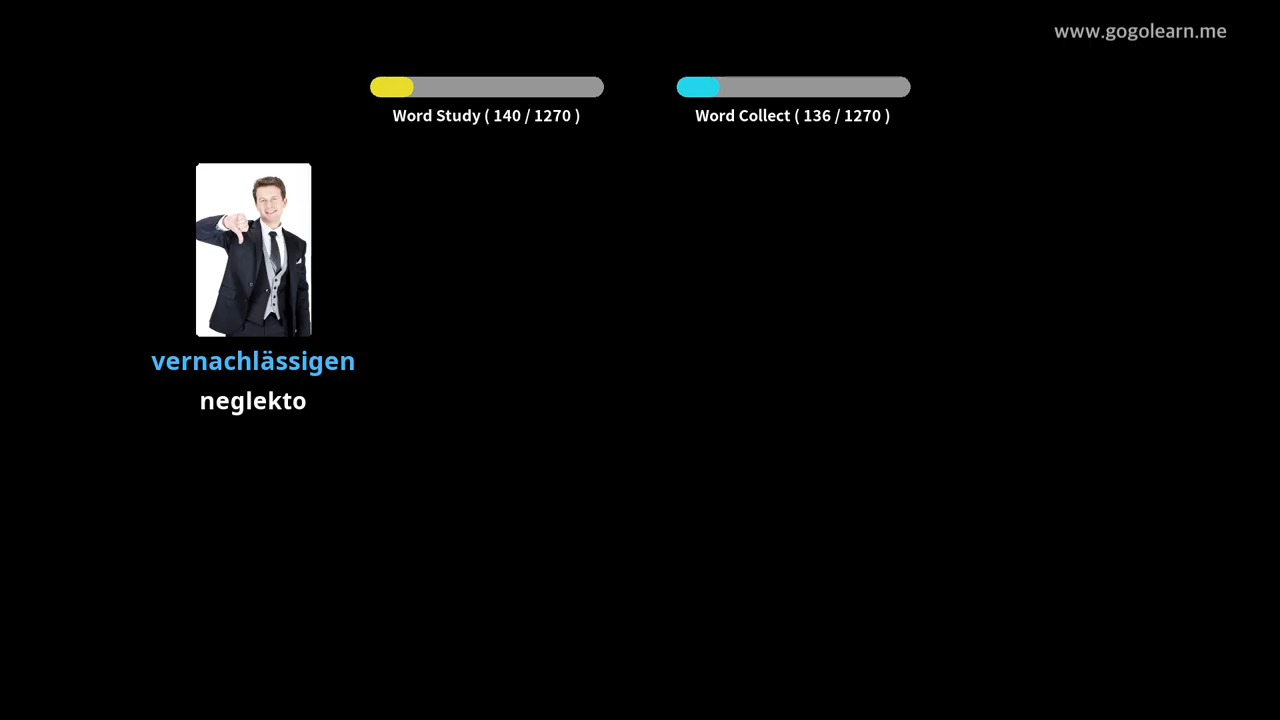 www.gogolearn.me
Word Study ( 140 / 1270 )
Word Collect ( 136 / 1270 )
vernachlässigen
neglekto